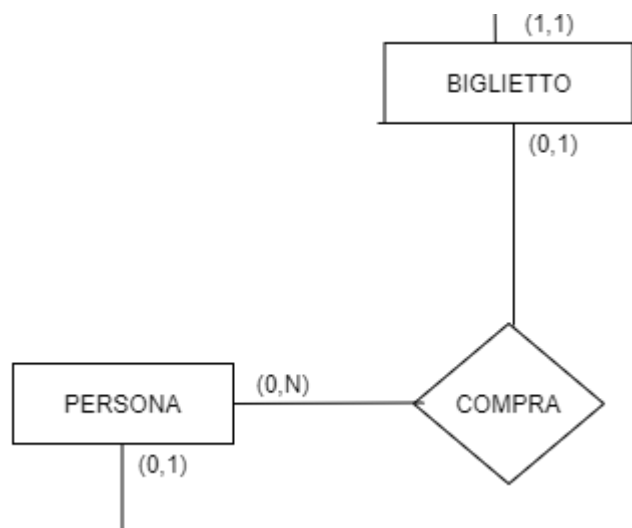 (1,1)
BIGLIETTO
(0,1)
(0,N)
PERSONA
COMPRA
(0,1)